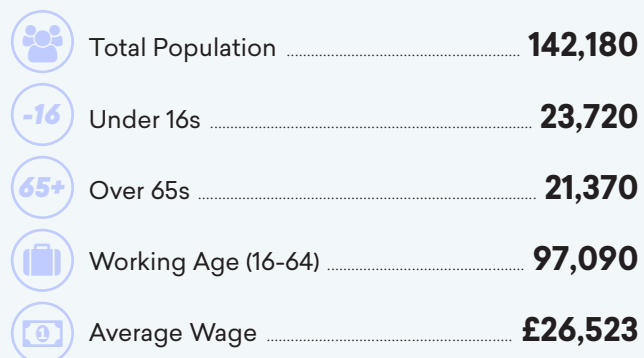 Total Population 142,180
-16 Under 16s 23,720
65+ Over 65s 21,370
Working Age (16-64) 97,090
1 Average Wage £26,523